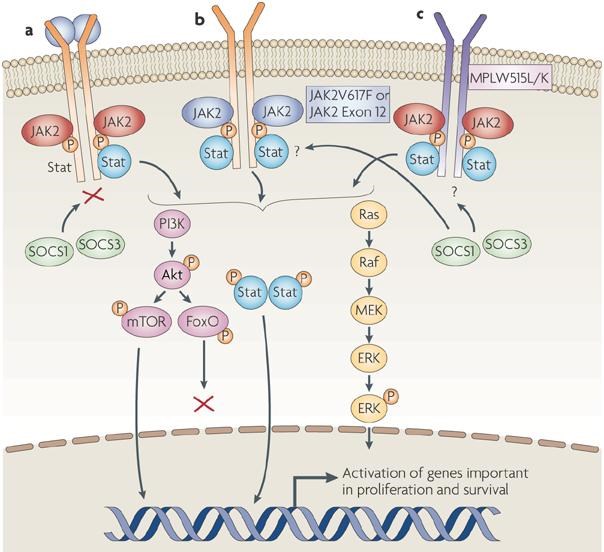 a
b
c
MPLW515L/K
JAK2V617F or
JAK2 Exon 12
JAK2
JAK2
P
P
Stat
Stat
JAK2
JAK2
P
P
Stat
Stat
?
JAK2
JAK2
P
P
Stat
Stat
?
SOCS1
SOCS3
SOCS1
SOCS3
PI3K
Akt
P
P
mTOR
FoxO
P
P
P
Stat
Stat
Ras
Raf
MEK
ERK
ERK
P
Activation of genes important
in proliferation and survival